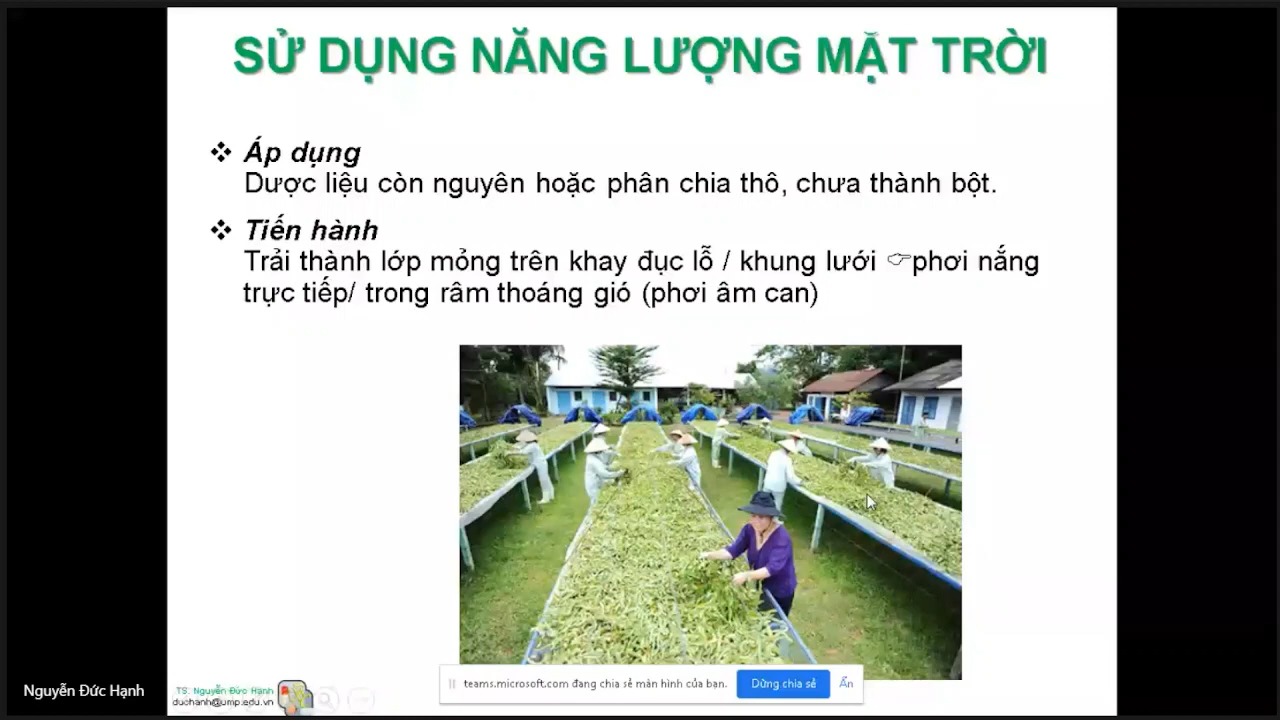 SỬ DỤNG NĂNG LƯỢNG MẶT TRỜI
Áp dụng
Dược liệu còn nguyên hoặc phân chia thô, chưa thành bột.
Tiến hành
Trải thành lớp mỏng trên khay đục lỗ / khung lưới ☞phơi nắng
trực tiếp/ trong râm thoáng gió (phơi âm can)
Nguyễn Đức Hạnh
TS. Nguyễn Đức Hạnh
duchanh@ump.edu.vn
teams.microsoft.com đang chia sẻ màn hình của bạn.
Dừng chia sẻ
Ẩn